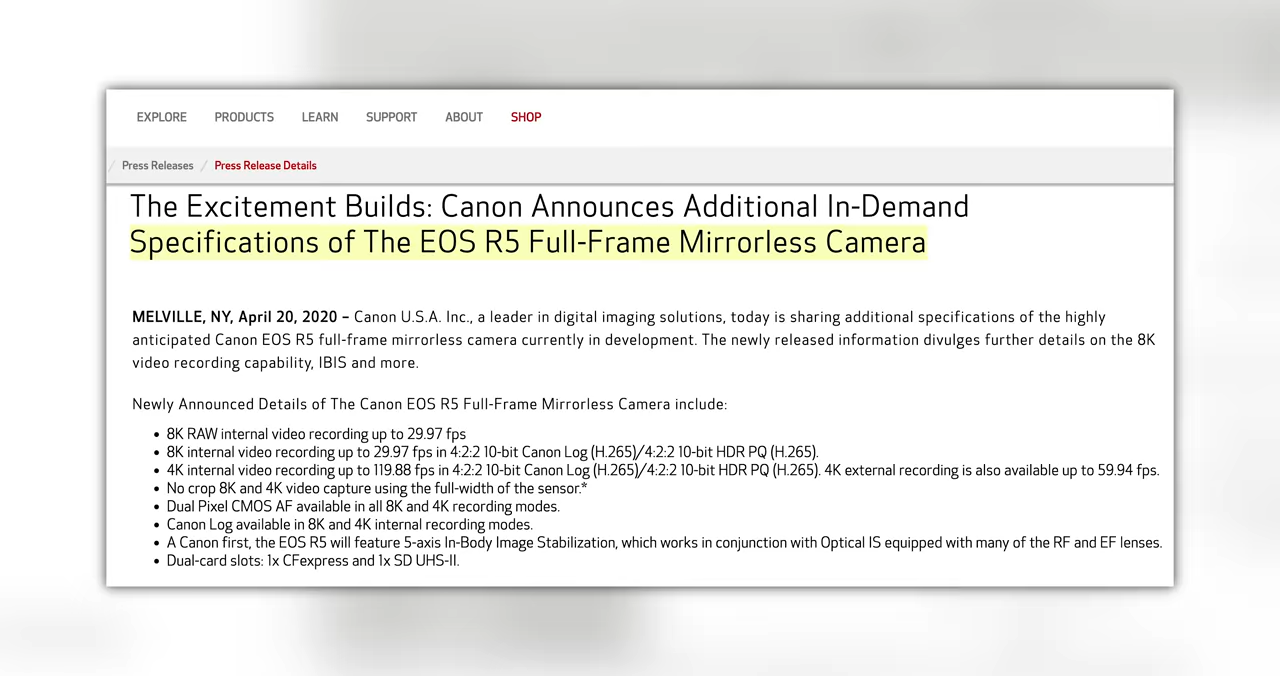 EXPLORE PRODUCTS LEARN SUPPORT ABOUT SHOP
/ Press Releases / Press Release Details
The Excitement Builds: Canon Announces Additional In-Demand
Specifications of The EOS R5 Full-Frame Mirrorless Camera
MELVILLE, NY, April 20, 2020 – Canon U.S.A. Inc., a leader in digital imaging solutions, today is sharing additional specifications of the highly
anticipated Canon EOS R5 full-frame mirrorless camera currently in development. The newly released information divulges further details on the 8K
video recording capability, IBIS and more.
Newly Announced Details of The Canon EOS R5 Full-Frame Mirrorless Camera include:
• 8K RAW internal video recording up to 29.97 fps
• 8K internal video recording up to 29.97 fps in 4:2:2 10-bit Canon Log (H.265)/4:2:2 10-bit HDR PQ (H.265).
• 4K internal video recording up to 119.88 fps in 4:2:2 10-bit Canon Log (H.265)/4:2:2 10-bit HDR PQ (H.265). 4K external recording is also available up to 59.94 fps.
• No crop 8K and 4K video capture using the full-width of the sensor.*
• Dual Pixel CMOS AF available in all 8K and 4K recording modes.
• Canon Log available in 8K and 4K internal recording modes.
• A Canon first, the EOS R5 will feature 5-axis In-Body Image Stabilization, which works in conjunction with Optical IS equipped with many of the RF and EF lenses.
• Dual-card slots: 1x CFexpress and 1x SD UHS-II.